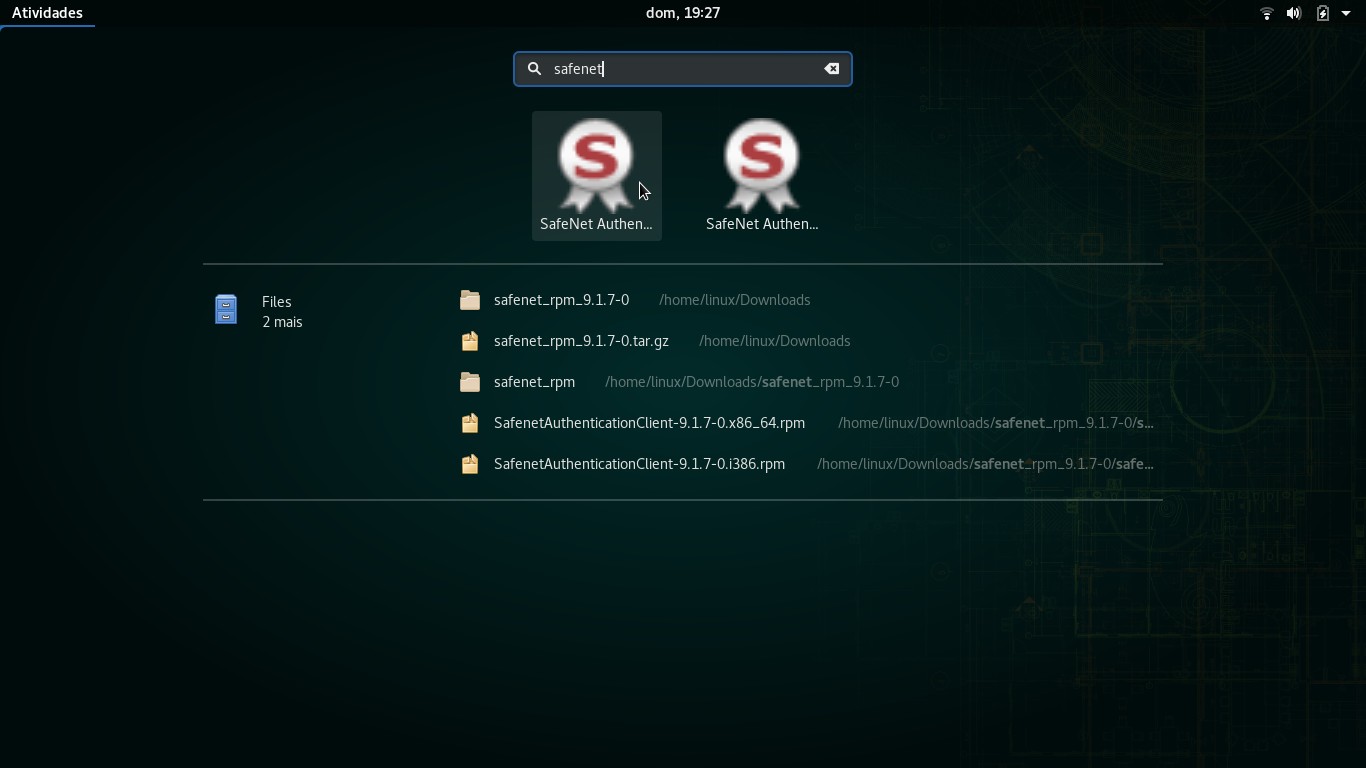 Atividades
dom, 19:27
safenet
S
S
SafeNet Authen...
SafeNet Authen...
Files
2 mais
safenet_rpm_9.1.7-0 /home/linux/Downloads
safenet_rpm_9.1.7-0.tar.gz /home/linux/Downloads
safenet_rpm /home/linux/Downloads/safenet_rpm_9.1.7-0
SafenetAuthenticationClient-9.1.7-0.x86_64.rpm /home/linux/Downloads/safenet_rpm_9.1.7-0/s...
SafenetAuthenticationClient-9.1.7-0.i386.rpm /home/linux/Downloads/safenet_rpm_9.1.7-0/safe...